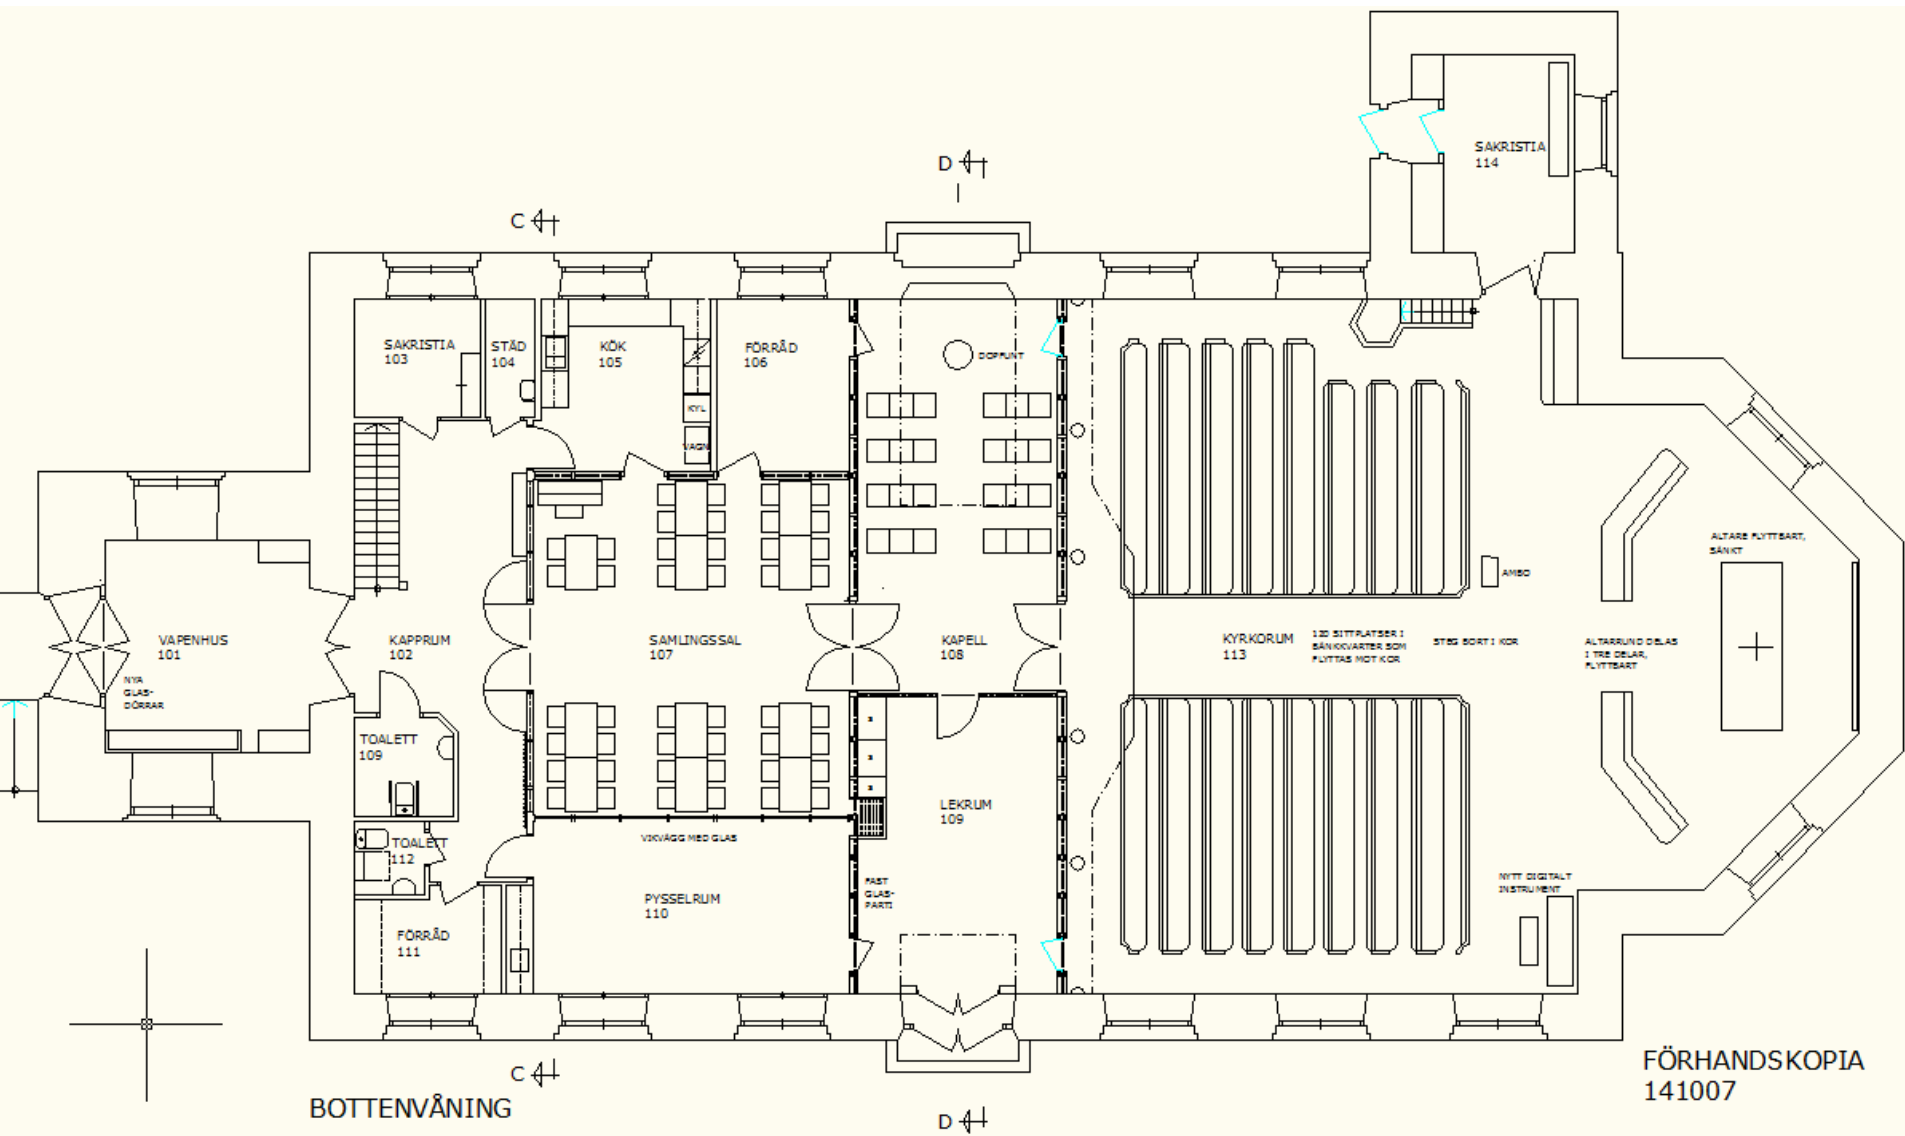 SAKRISTIA
114
D
C
SAKRISTIA
103
STÄD
104
KÖK
105
FÖRRÅD
106
DOPFUNT
KYL
VAGN
ALTARE FLYTTBART,
SÄNKT
AMBO
VAPENHUS
101
KAPPRUM
102
SAMLINGSSAL
107
KAPELL
108
KYRKORUM
113
120 SITTPLATSER I
BÄNKKVARTER SOM
FLYTTAS MOT KOR
STEG BORT I KOR
ALTARRUND DELAS
I TRE DELAR,
FLYTTBART
NYA
GLAS-
DÖRRAR
TOALETT
109
LEKRUM
109
TOALETT
112
VIKVÄGG MED GLAS
FAST
GLAS-
PARTI
NYTT DIGITALT
INSTRUMENT
PYSSELRUM
110
FÖRRÅD
111
C
D
BOTTENVÅNING
FÖRHANDSKOPIA
141007